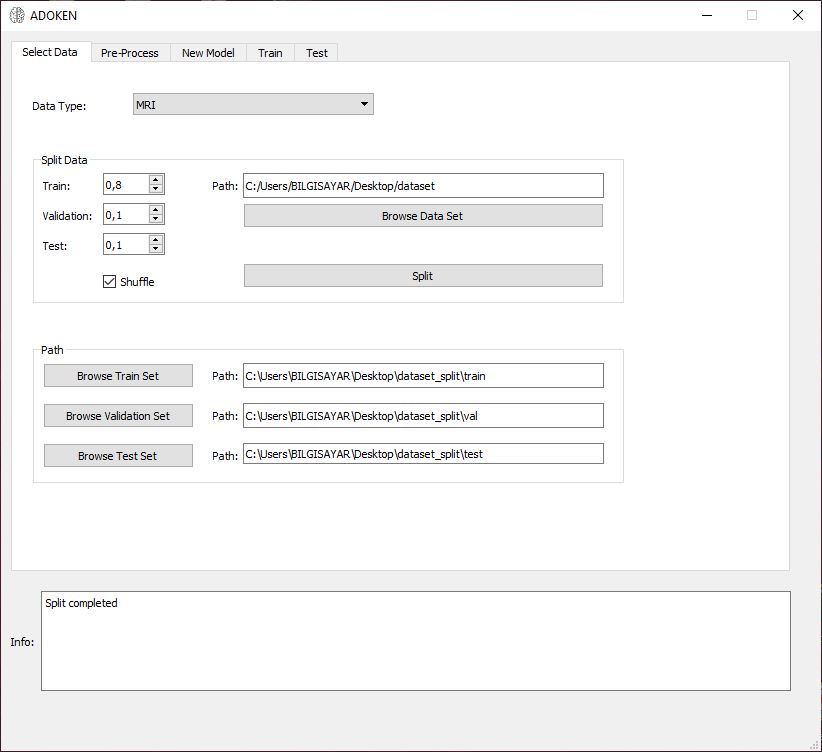 ADOKEN
Select Data Pre-Process New Model Train Test
Data Type: MRI
Split Data
Train: 0,8 Path: C:/Users/BILGISAYAR/Desktop/dataset
Validation: 0,1 Browse Data Set
Test: 0,1
Shuffle Split
Path
Browse Train Set Path: C:\Users\BILGISAYAR\Desktop\dataset_split\train
Browse Validation Set Path: C:\Users\BILGISAYAR\Desktop\dataset_split\val
Browse Test Set Path: C:\Users\BILGISAYAR\Desktop\dataset_split\test
Split completed
Info: